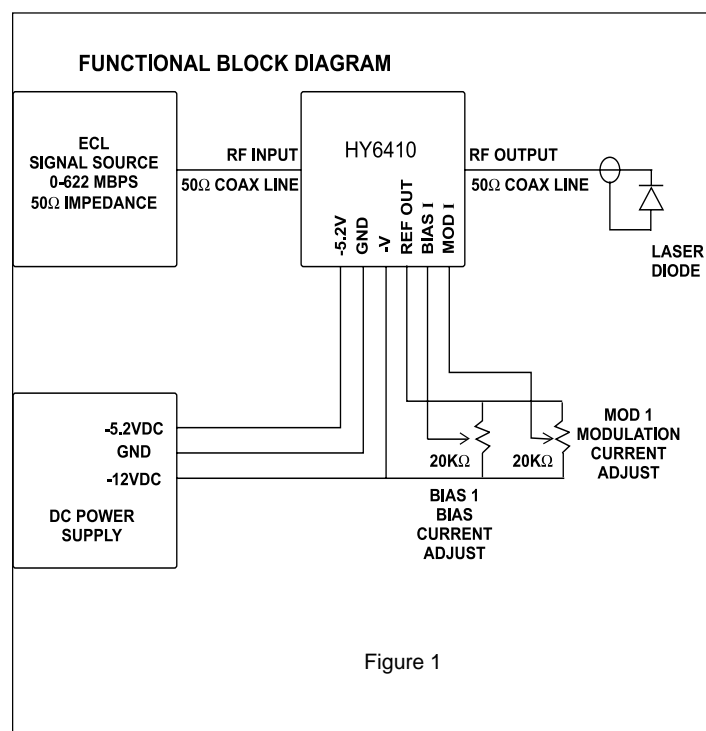 FUNCTIONAL BLOCK DIAGRAM
ECL
SIGNAL SOURCE
0-622 MBPS
50Ω IMPEDANCE
RF INPUT
50Ω COAX LINE
HY6410
-5.2V
GND
-V
REF OUT
BIAS I
MOD I
RF OUTPUT
50Ω COAX LINE
LASER
DIODE
-5.2VDC
GND
-12VDC
DC POWER
SUPPLY
20KΩ
20KΩ
BIAS 1
BIAS
CURRENT
ADJUST
MOD 1
MODULATION
CURRENT
ADJUST
Figure 1